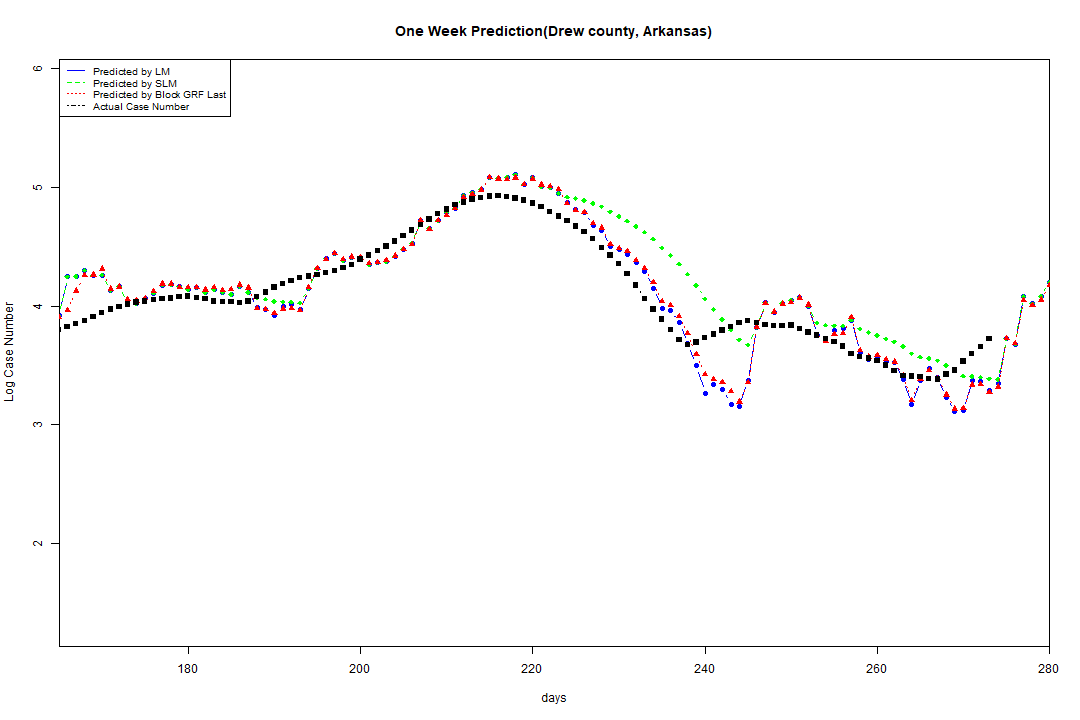 One Week Prediction(Drew county, Arkansas)
Predicted by LM
Predicted by SLM
Predicted by Block GRF Last
Actual Case Number
6
5
4
3
2
Log Case Number
180 200 220 240 260 280
days